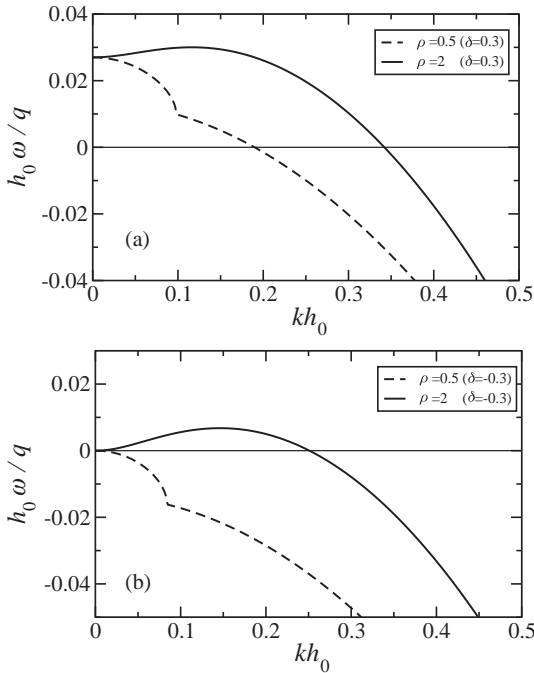 0.04
0.02
0
-0.02
-0.04
h₀ ω / q
ρ =0.5 (δ=0.3)
ρ =2 (δ=0.3)
(a)
0 0.1 0.2 0.3 0.4 0.5
kh₀
0.02
0
-0.02
-0.04
h₀ ω / q
ρ =0.5 (δ=-0.3)
ρ =2 (δ=-0.3)
(b)
0 0.1 0.2 0.3 0.4 0.5
kh₀